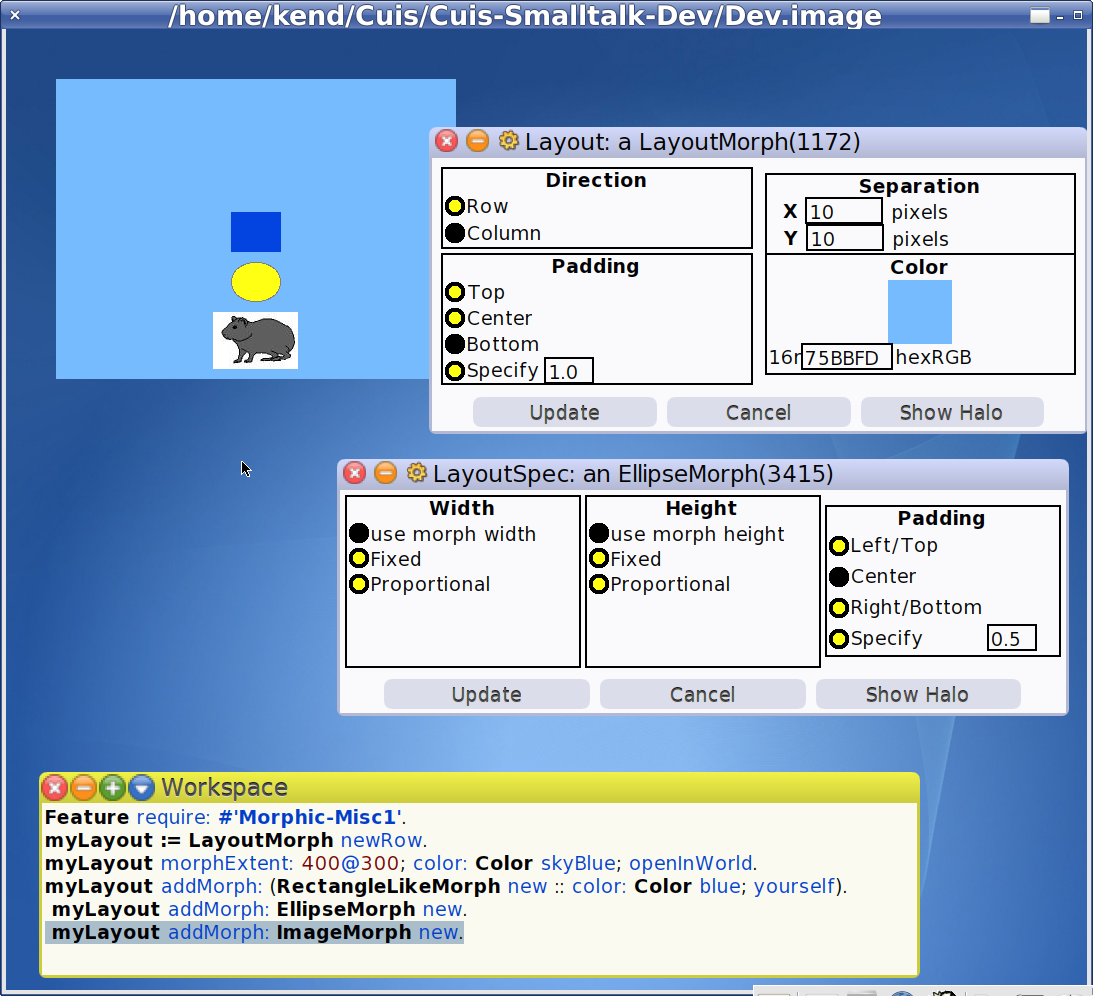 /home/kend/Cuis/Cuis-Smalltalk-Dev/Dev.image
Layout: a LayoutMorph(1172)
Direction
Row
Column
Padding
Top
Center
Bottom
Specify 1.0
Separation
X 10 pixels
Y 10 pixels
Color
16r 75BBFD hexRGB
Update Cancel Show Halo
LayoutSpec: an EllipseMorph(3415)
Width
use morph width
Fixed
Proportional
Height
use morph height
Fixed
Proportional
Padding
Left/Top
Center
Right/Bottom
Specify 0.5
Update Cancel Show Halo
Workspace
Feature require: #'Morphic-Misc1'.
myLayout := LayoutMorph newRow.
myLayout morphExtent: 400@300; color: Color skyBlue; openInWorld.
myLayout addMorph: (RectangleLikeMorph new :: color: Color blue; yourself).
myLayout addMorph: EllipseMorph new.
myLayout addMorph: ImageMorph new.